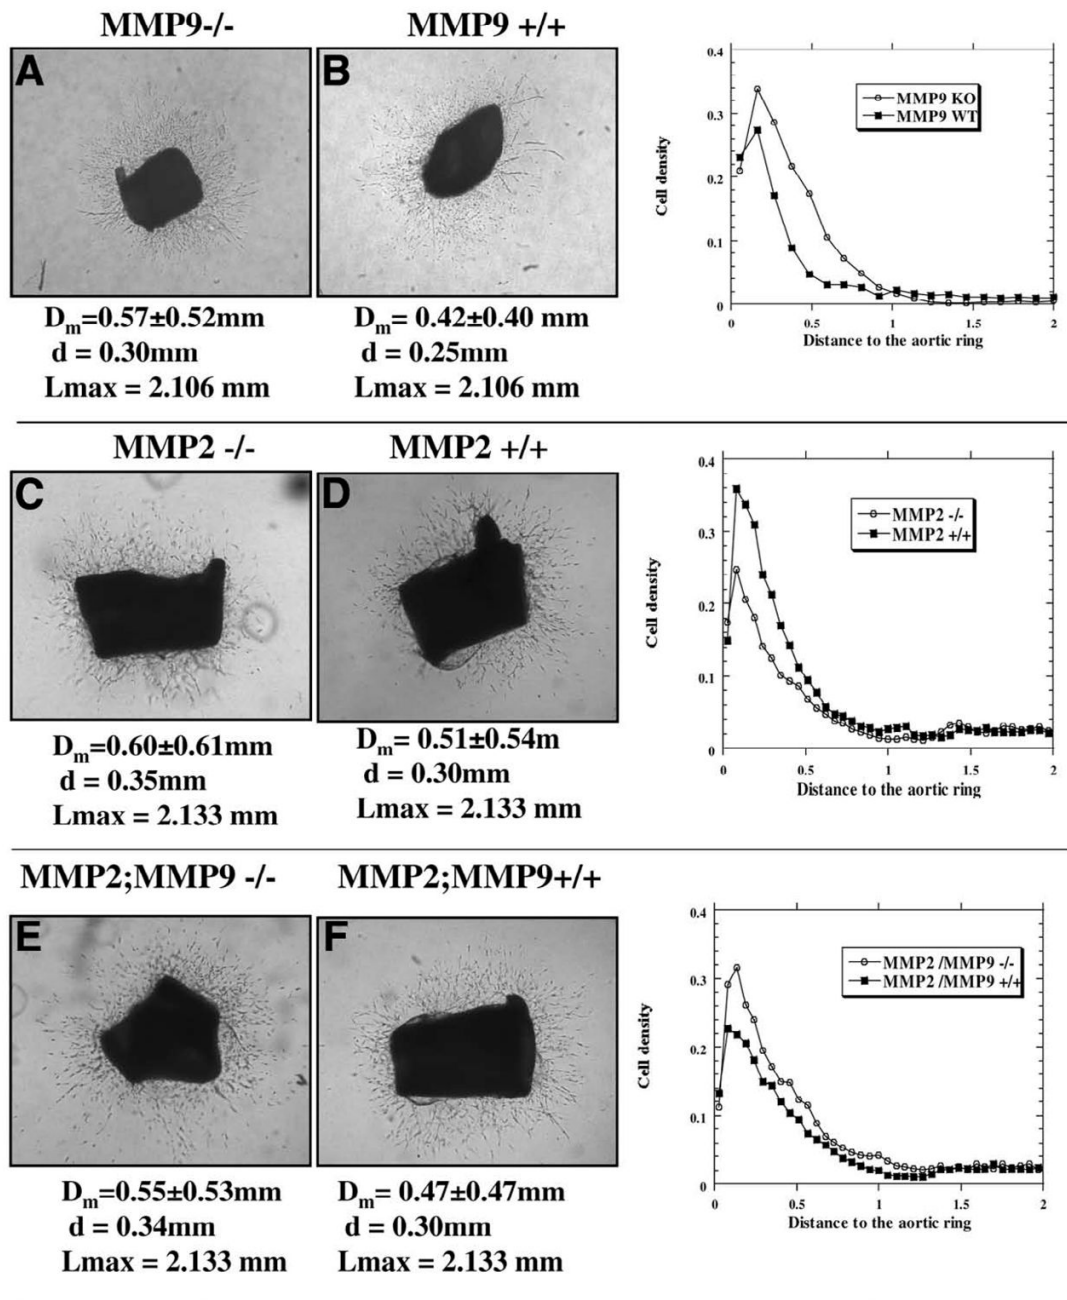 MMP9-/-
MMP9 +/+
A
B
Dm=0.57±0.52mm
d = 0.30mm
Lmax = 2.106 mm
Dm= 0.42±0.40 mm
d = 0.25mm
Lmax = 2.106 mm
0.4
0.3
0.2
0.1
0
Cell density
MMP9 KO
MMP9 WT
0 0.5 1 1.5 2
Distance to the aortic ring
MMP2 -/-
MMP2 +/+
C
D
Dm=0.60±0.61mm
d = 0.35mm
Lmax = 2.133 mm
Dm= 0.51±0.54m
d = 0.30mm
Lmax = 2.133 mm
0.4
0.3
0.2
0.1
0
Cell density
MMP2 -/-
MMP2 +/+
0 0.5 1 1.5 2
Distance to the aortic ring
MMP2;MMP9 -/-
MMP2;MMP9+/+
E
F
Dm=0.55±0.53mm
d = 0.34mm
Lmax = 2.133 mm
Dm= 0.47±0.47mm
d = 0.30mm
Lmax = 2.133 mm
0.4
0.3
0.2
0.1
0
Cell density
MMP2 /MMP9 -/-
MMP2 /MMP9 +/+
0 0.5 1 1.5 2
Distance to the aortic ring